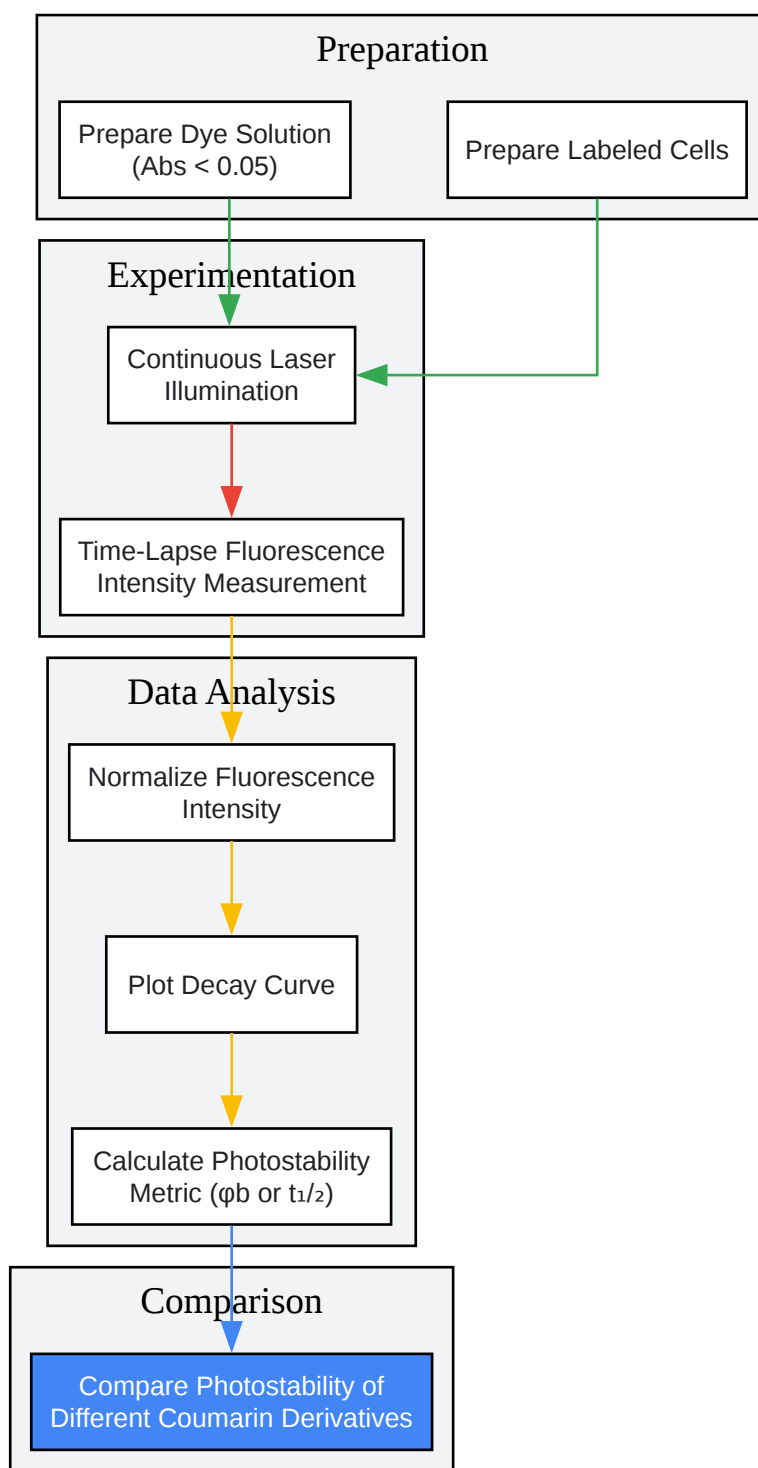 Preparation
Prepare Dye Solution
(Abs < 0.05)
Prepare Labeled Cells
Experimentation
Continuous Laser
Illumination
Time-Lapse Fluorescence
Intensity Measurement
Data Analysis
Normalize Fluorescence
Intensity
Plot Decay Curve
Calculate Photostability
Metric (φb or t₁/₂)
Comparison
Compare Photostability of
Different Coumarin Derivatives